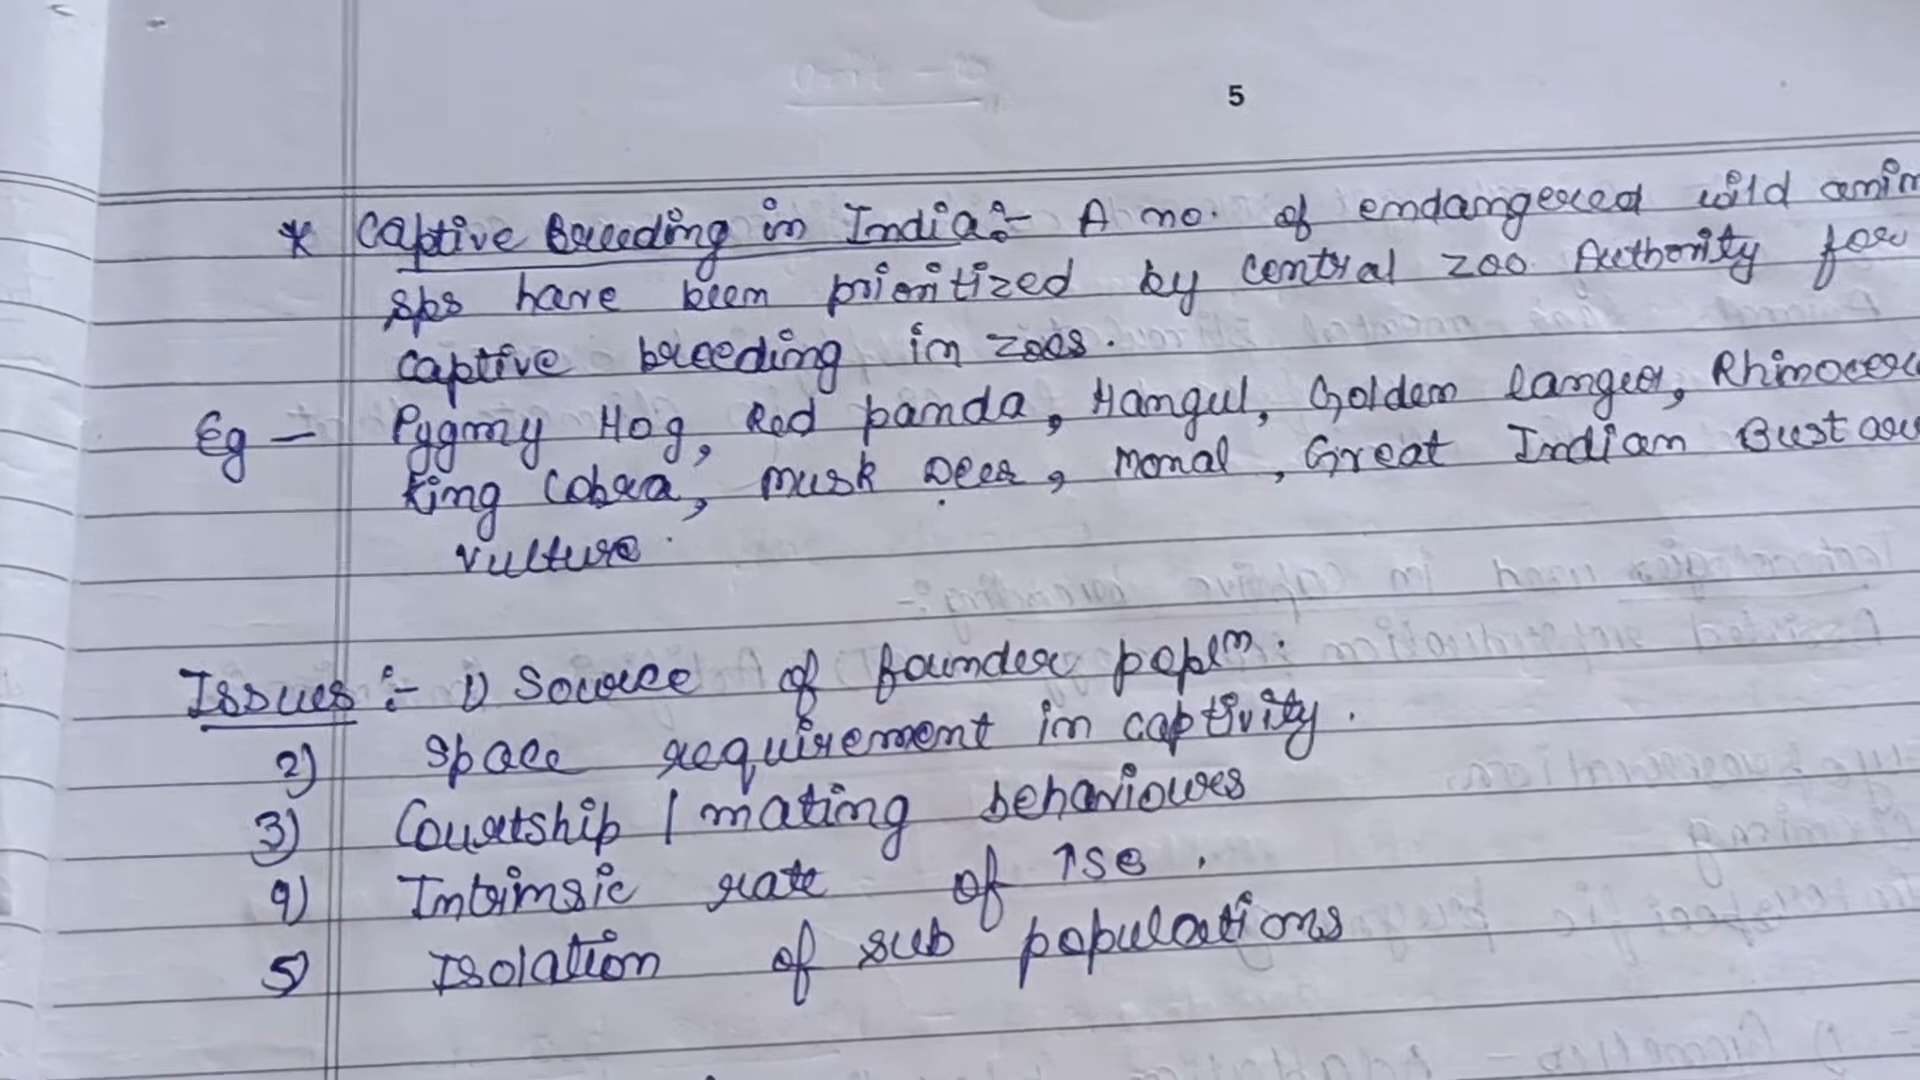 5
* Captive Breeding in India:- A no. of endangered wild anim
sps have been prioritized by Central Zoo Authority for
captive breeding in zoos.
Eg - Pygmy Hog, Red panda, Hangul, Golden langer, Rhinocer
King Cobra, Musk Deer, Monal, Great Indian Bustar
Vulture.
Issues :- 1) Source of founder popln.
2) Space requirement in captivity.
3) Courtship / mating behaviours
4) Intrinsic rate of ↑se.
5) Isolation of sub populations